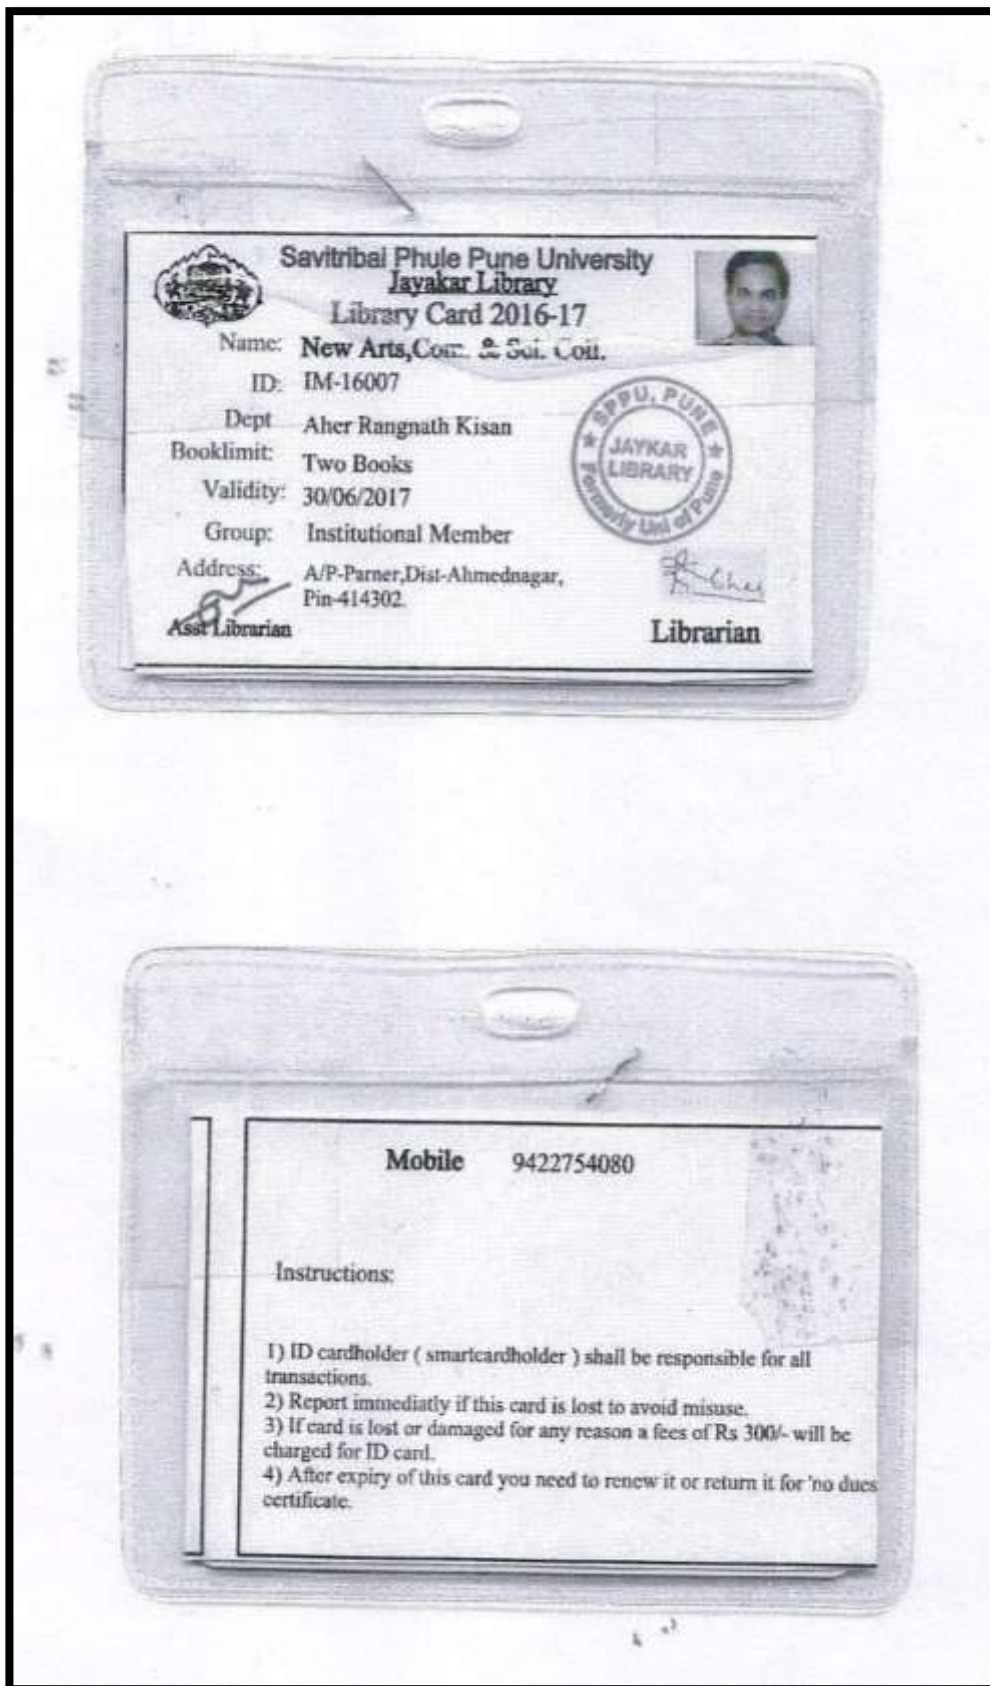 Savitribai Phule Pune University
Jayakar Library
Library Card 2016-17
Name: New Arts,Com. & Sci. Coll.
ID: IM-16007
Dept Aher Rangnath Kisan
Booklimit: Two Books
Validity: 30/06/2017
Group: Institutional Member
Address: A/P-Parner,Dist-Ahmednagar,
Pin-414302.
Asst Librarian
SPPU, PUNE
JAYKAR
LIBRARY
Formerly Uni of Pune
Librarian
Mobile 9422754080
Instructions:
1) ID cardholder ( smartcardholder ) shall be responsible for all
transactions.
2) Report immediatly if this card is lost to avoid misuse.
3) If card is lost or damaged for any reason a fees of Rs 300/- will be
charged for ID card.
4) After expiry of this card you need to renew it or return it for 'no dues
certificate.